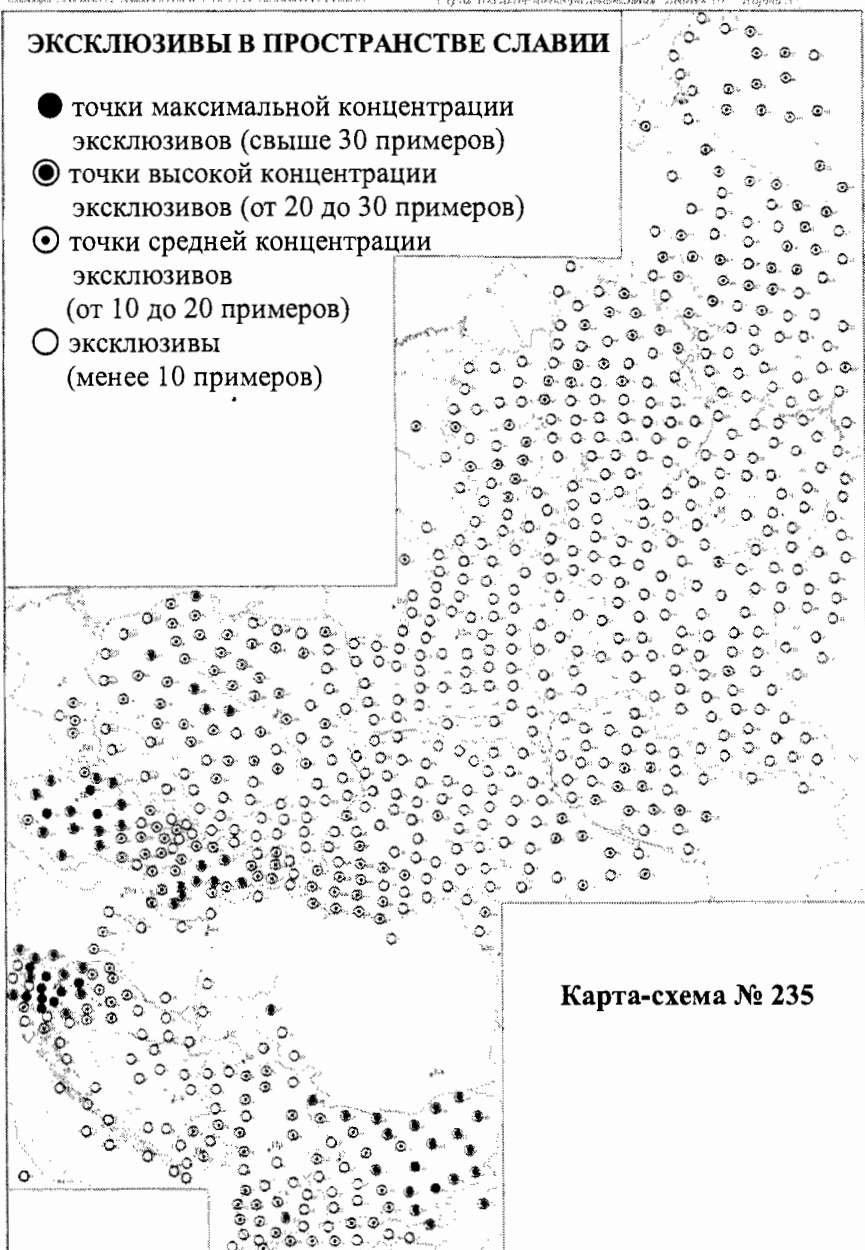 ЭКСКЛЮЗИВЫ В ПРОСТРАНСТВЕ СЛАВИИ
точки максимальной концентрации
эксклюзивов (свыше 30 примеров)
точки высокой концентрации
эксклюзивов (от 20 до 30 примеров)
точки средней концентрации
эксклюзивов
(от 10 до 20 примеров)
эксклюзивы
(менее 10 примеров)
Карта-схема № 235